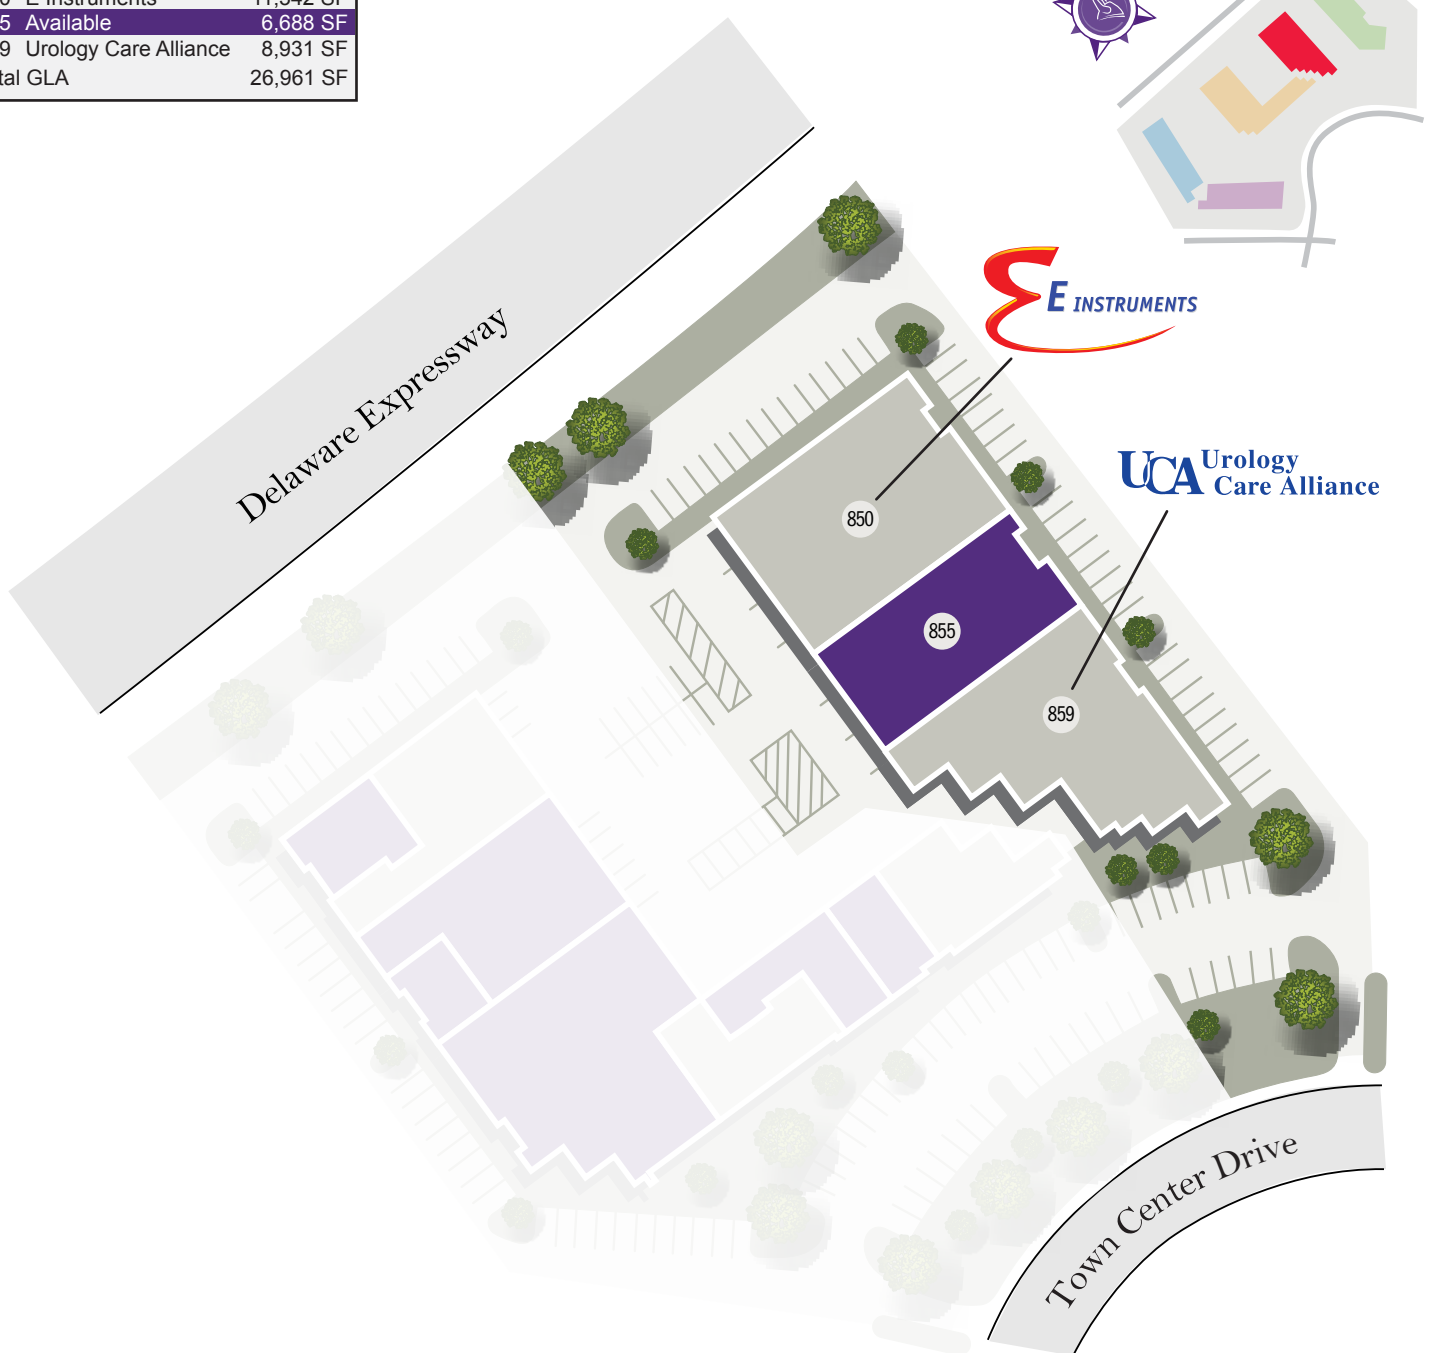 5 Available 6,688 SF
9 Urology Care Alliance 8,931 SF
tal GLA 26,961 SF
Delaware Expressway
E INSTRUMENTS
UCA Urology
Care Alliance
850
855
859
Town Center Drive